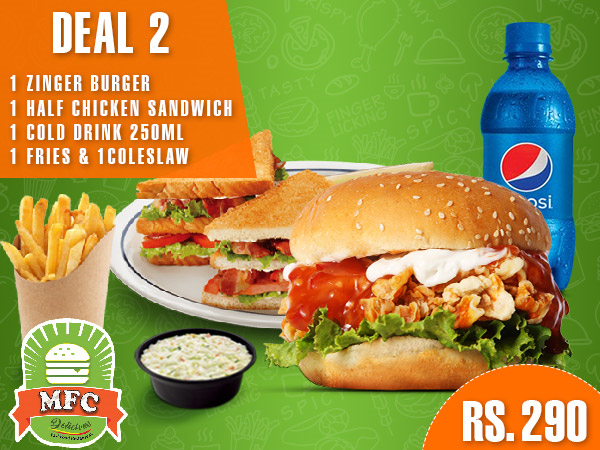 DEAL 2
1 ZINGER BURGER
1 HALF CHICKEN SANDWICH
1 COLD DRINK 250ML
1 FRIES & 1COLESLAW
MFC
Delicious
RS. 290